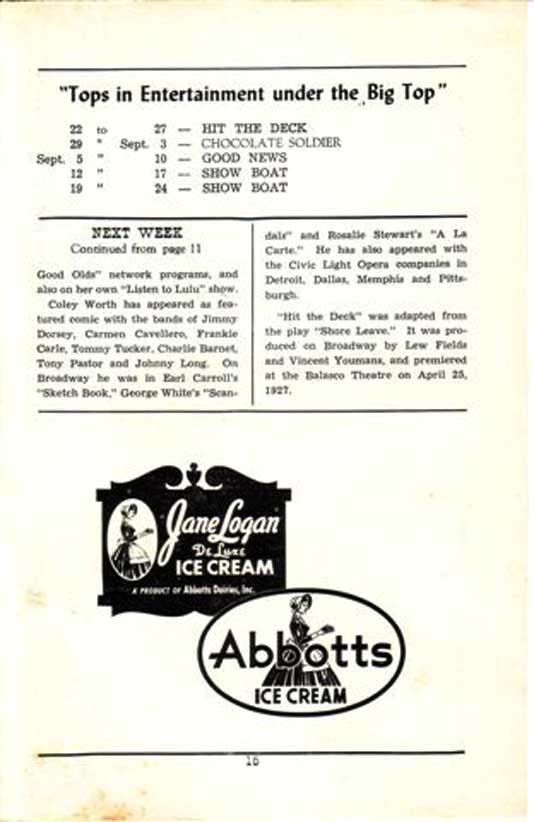 "Tops in Entertainment under the Big Top"
22 to 27 — HIT THE DECK
29 " Sept. 3 — CHOCOLATE SOLDIER
Sept. 5 " 10 — GOOD NEWS
12 " 17 — SHOW BOAT
19 " 24 — SHOW BOAT
NEXT WEEK
Continued from page 11
Good Olds" network programs, and
also on her own "Listen to Lulu" show.
Coley Worth has appeared as fea-
tured comic with the bands of Jimmy
Dorsey, Carmen Cavellero, Frankie
Carle, Tommy Tucker, Charlie Barnet,
Tony Pastor and Johnny Long. On
Broadway he was in Earl Carroll's
"Sketch Book," George White's "Scan-
dals" and Rosalie Stewart's "A La
Carte." He has also appeared with
the Civic Light Opera companies in
Detroit, Dallas, Memphis and Pitts-
burgh.
"Hit the Deck" was adapted from
the play "Shore Leave." It was pro-
duced on Broadway by Lew Fields
and Vincent Youmans, and premiered
at the Balasco Theatre on April 25,
1927.
Jane Logan
De Luxe
ICE CREAM
A PRODUCT OF Abbotts Dairies, Inc.
Abbotts
ICE CREAM
16